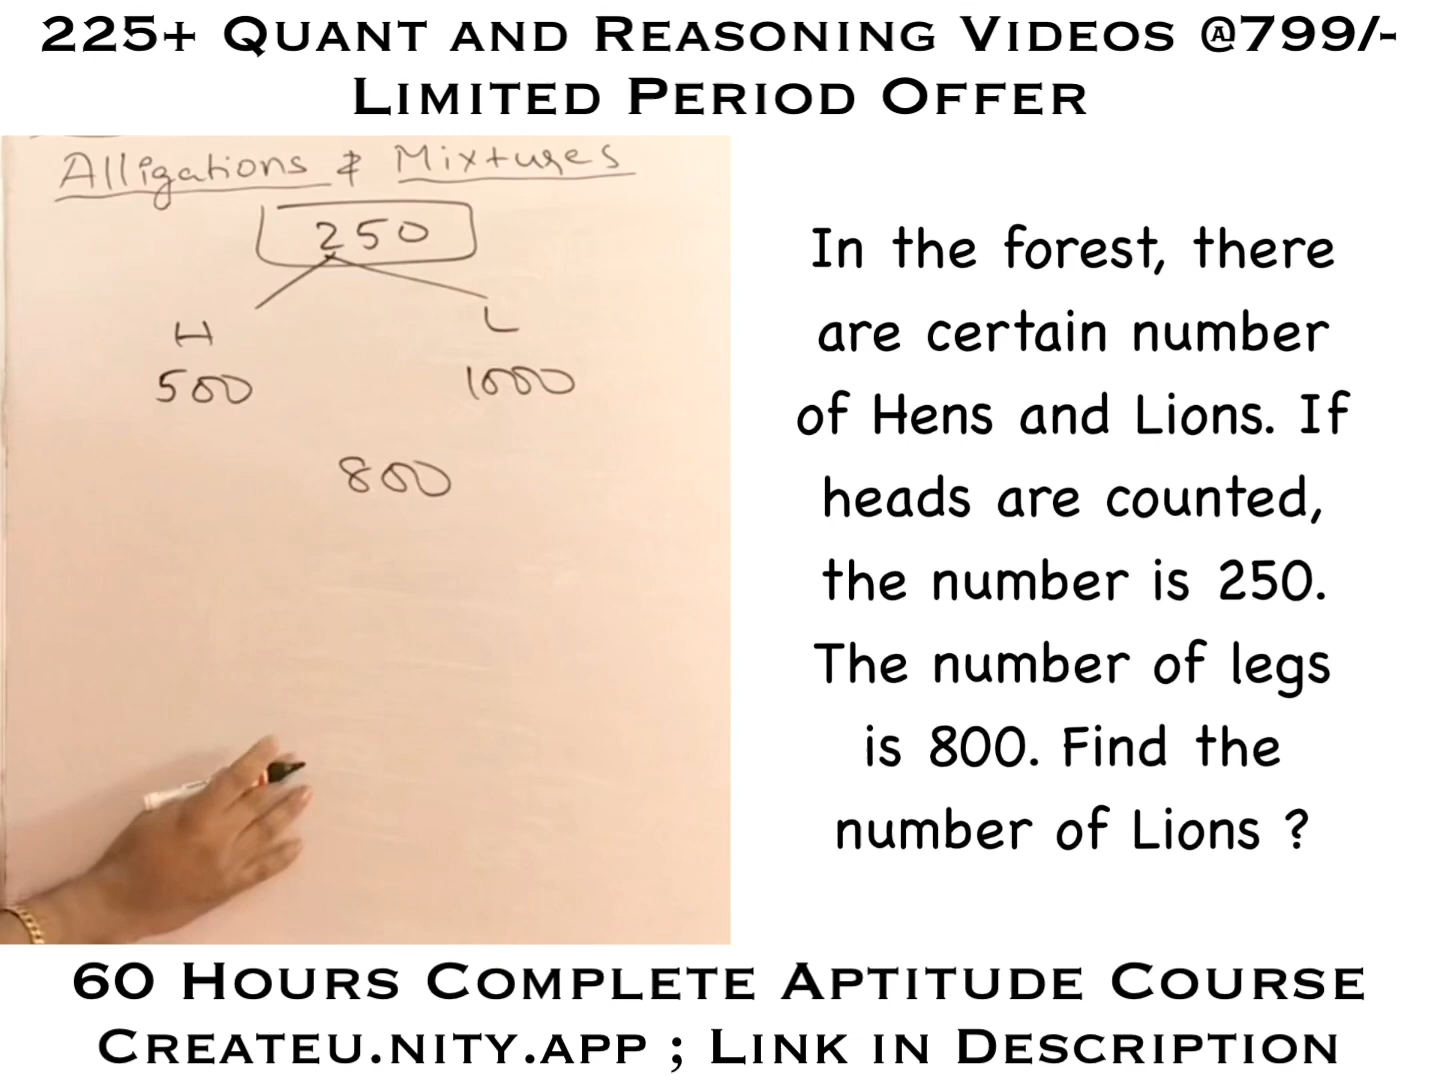 225+ QUANT AND REASONING VIDEOS @799/-
LIMITED PERIOD OFFER
Alligations & Mixtures
250
H L
500 1000
800
In the forest, there
are certain number
of Hens and Lions. If
heads are counted,
the number is 250.
The number of legs
is 800. Find the
number of Lions ?
60 HOURS COMPLETE APTITUDE COURSE
CREATEU.NITY.APP ; LINK IN DESCRIPTION